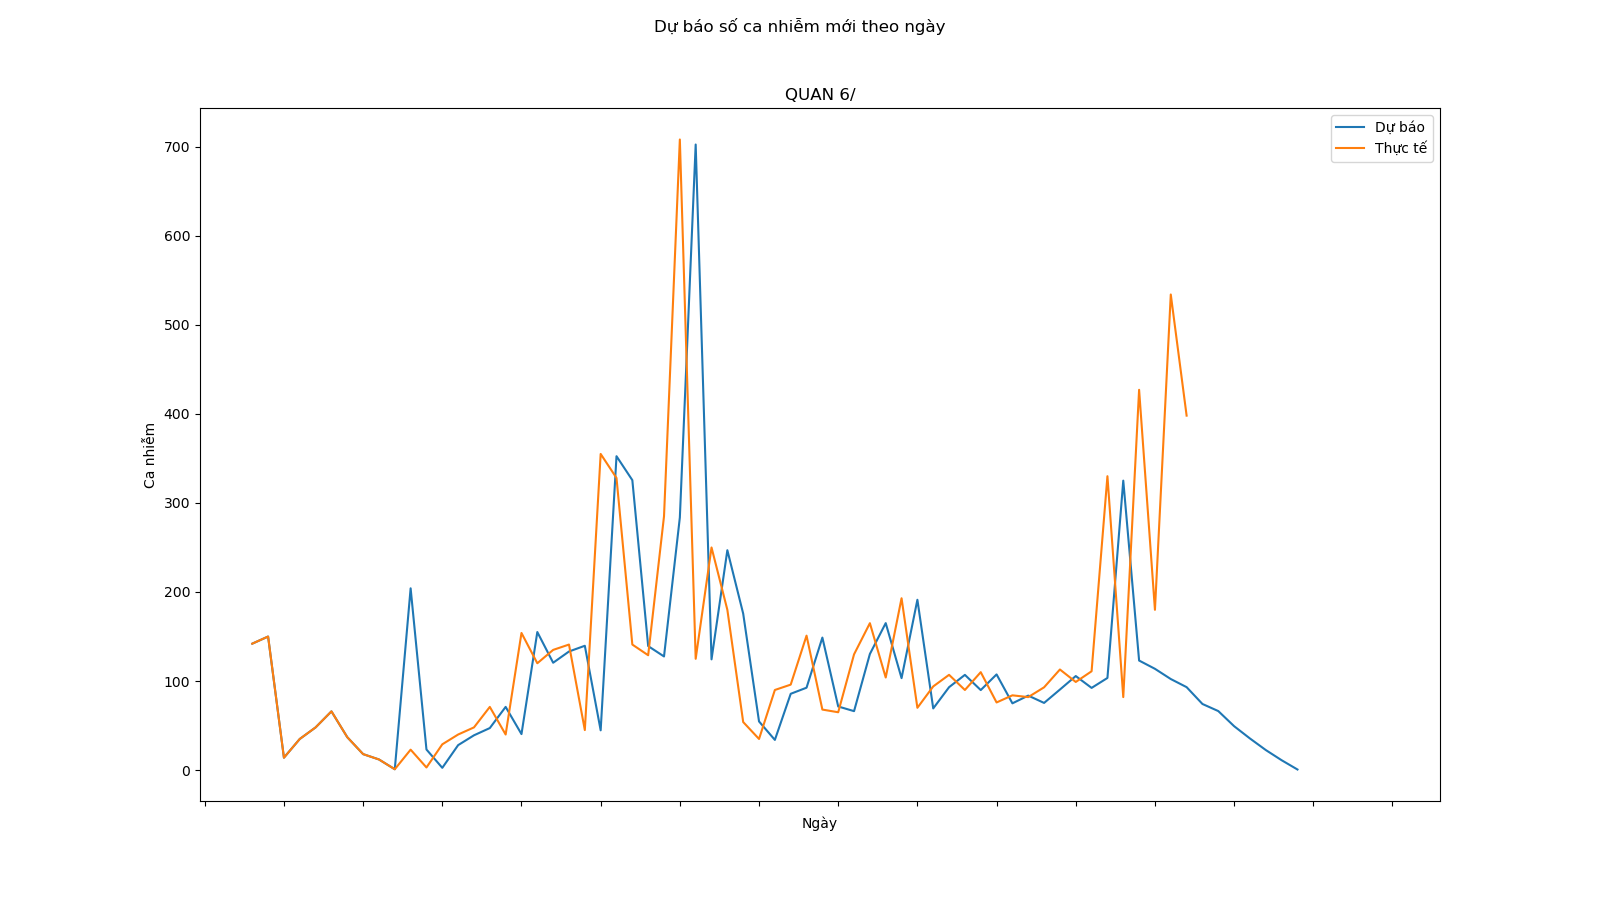 Dự báo số ca nhiễm mới theo ngày
QUAN 6/
Dự báo
Thực tế
700
600
500
400
300
200
100
0
Ca nhiễm
Ngày